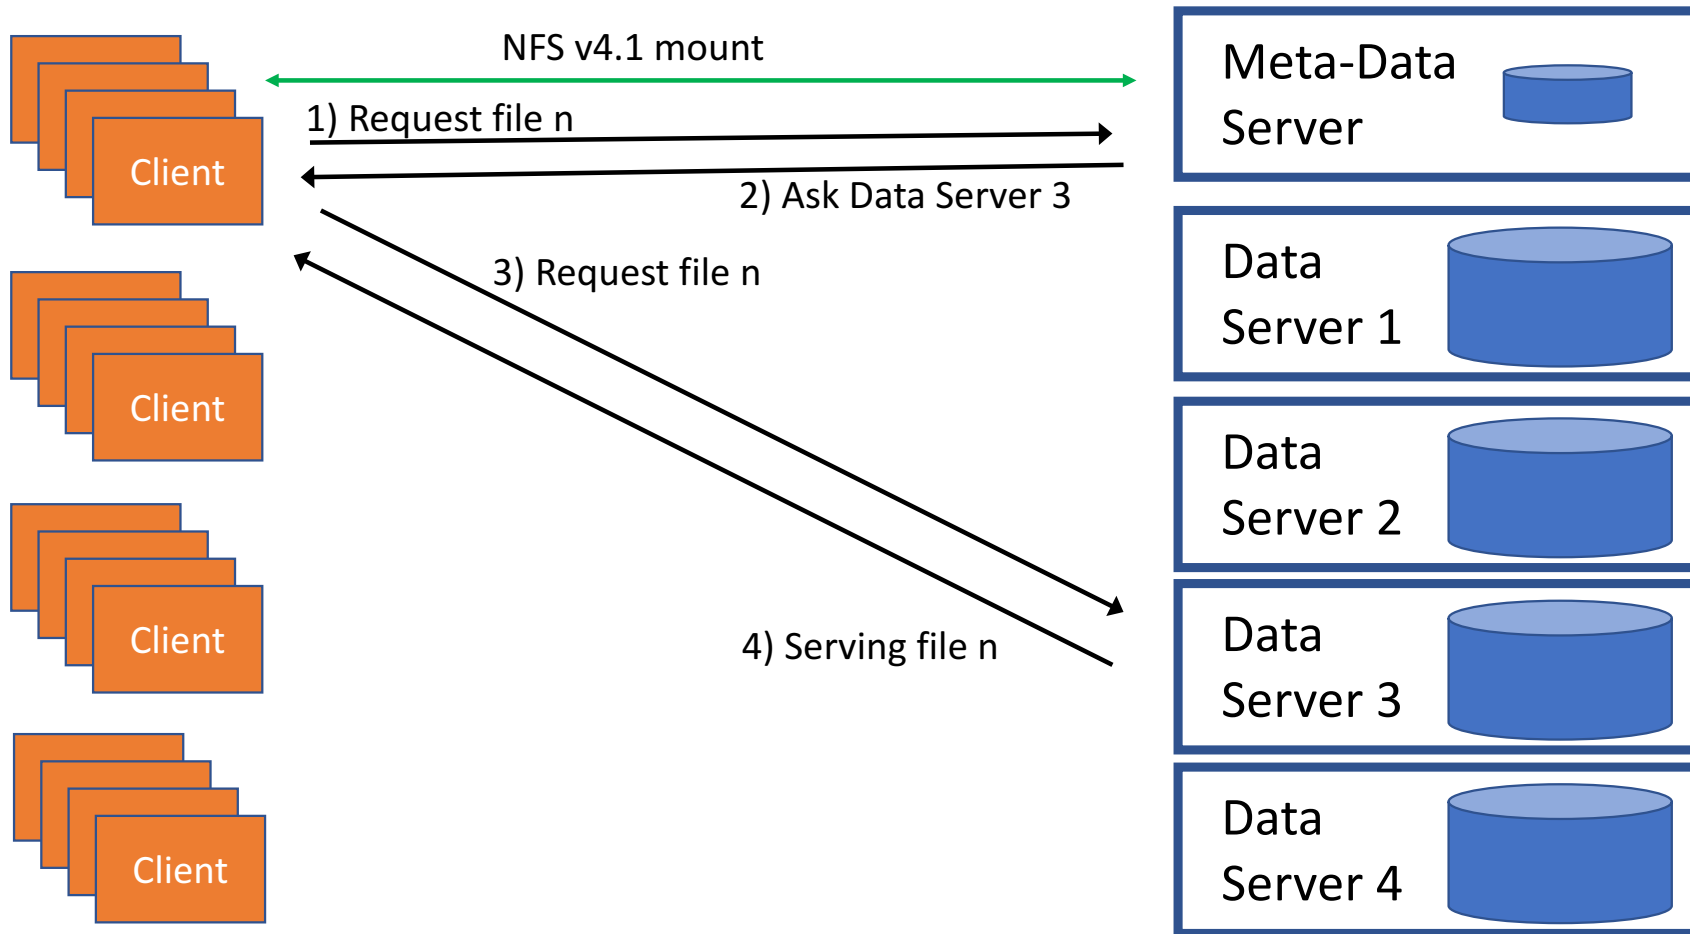 NFS v4.1 mount
1) Request file n
2) Ask Data Server 3
3) Request file n
4) Serving file n
Client
Client
Client
Client
Meta-Data
Server
Data
Server 1
Data
Server 2
Data
Server 3
Data
Server 4